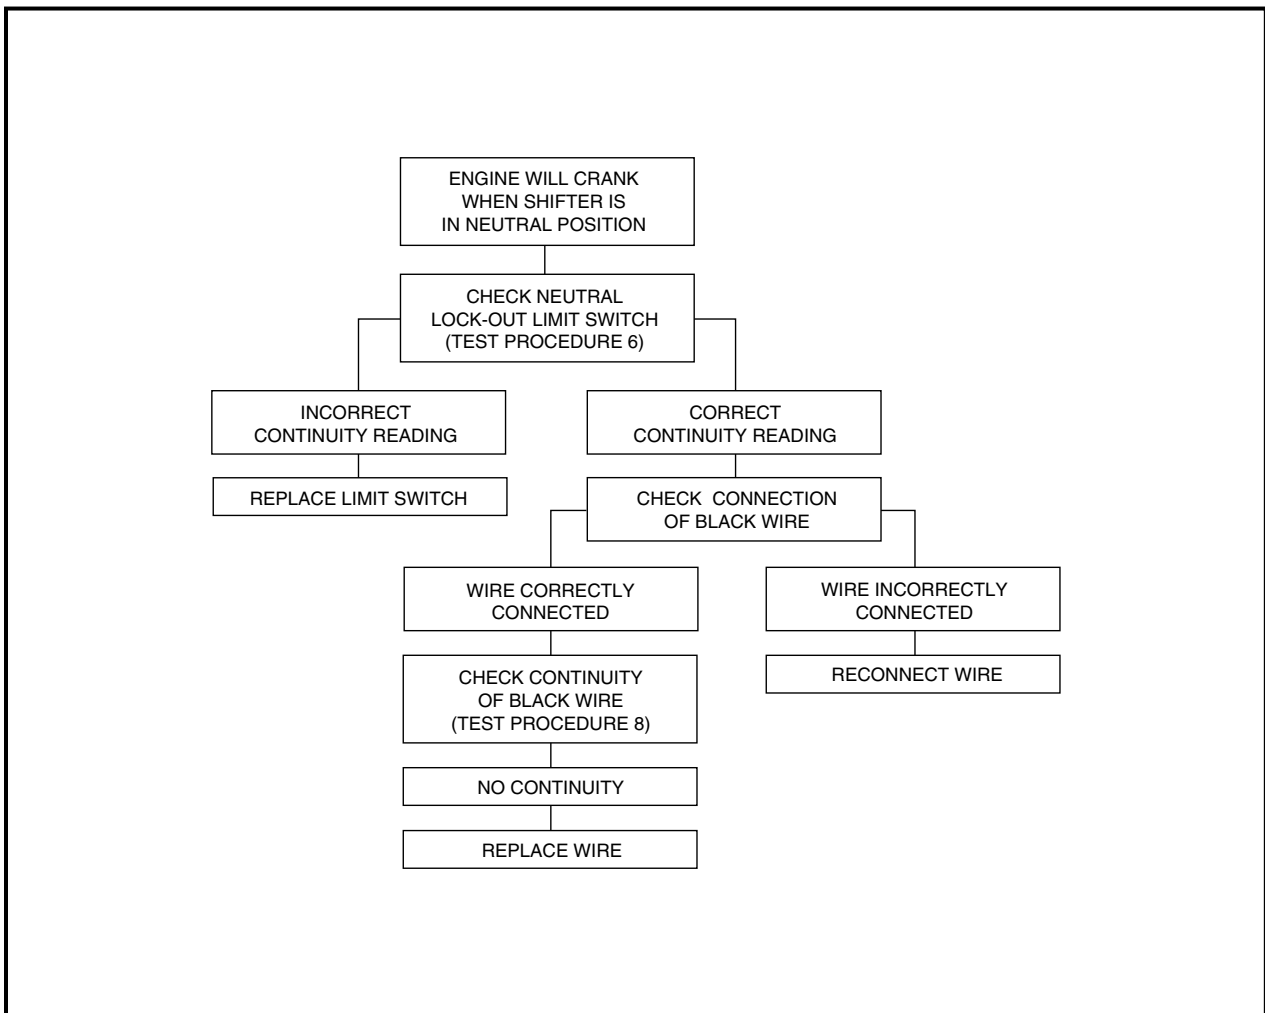 ENGINE WILL CRANK
WHEN SHIFTER IS
IN NEUTRAL POSITION
CHECK NEUTRAL
LOCK-OUT LIMIT SWITCH
(TEST PROCEDURE 6)
INCORRECT
CONTINUITY READING
CORRECT
CONTINUITY READING
REPLACE LIMIT SWITCH
CHECK CONNECTION
OF BLACK WIRE
WIRE CORRECTLY
CONNECTED
WIRE INCORRECTLY
CONNECTED
CHECK CONTINUITY
OF BLACK WIRE
(TEST PROCEDURE 8)
RECONNECT WIRE
NO CONTINUITY
REPLACE WIRE